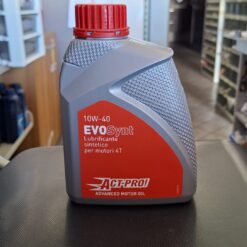 10W-40
EVOSynt
Lubrificante
sintetico
per motori 4T
ACT-PRO!
ADVANCED MOTOR OIL